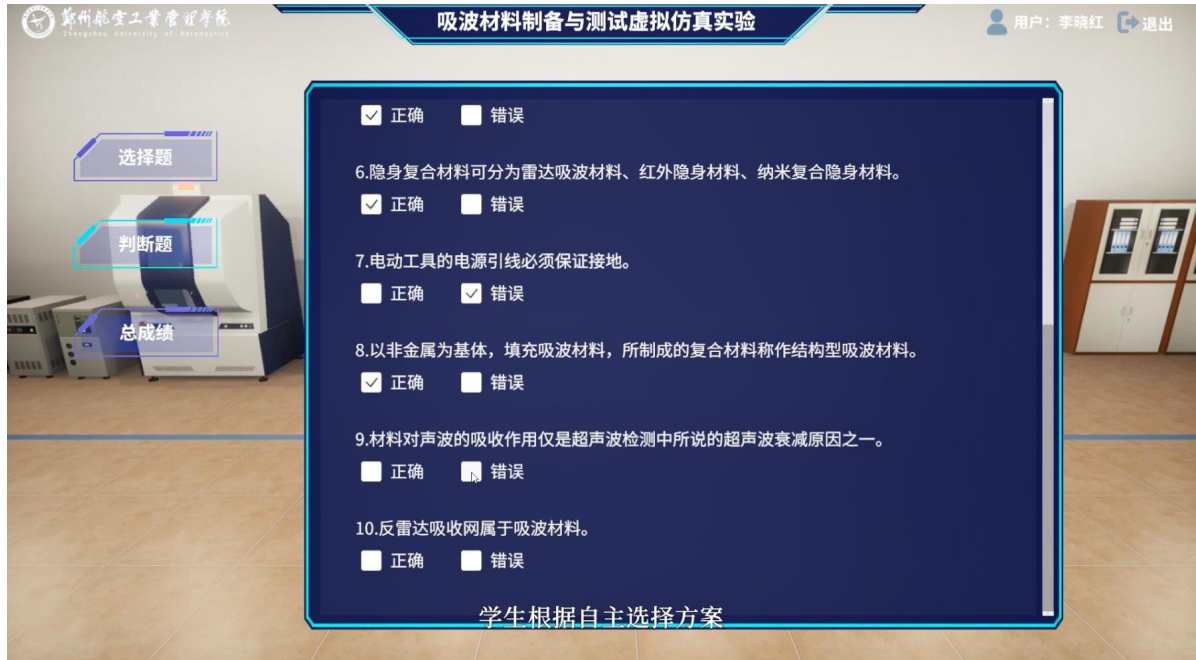 郑州航空工业管理学院
Zhengzhou University of Aeronautics
吸波材料制备与测试虚拟仿真实验
用户：李晓红 退出
选择题
判断题
总成绩
正确 错误
6.隐身复合材料可分为雷达吸波材料、红外隐身材料、纳米复合隐身材料。
正确 错误
7.电动工具的电源引线必须保证接地。
正确 错误
8.以非金属为基体，填充吸波材料，所制成的复合材料称作结构型吸波材料。
正确 错误
9.材料对声波的吸收作用仅是超声波检测中所说的超声波衰减原因之一。
正确 错误
10.反雷达吸收网属于吸波材料。
正确 错误
学生根据自主选择方案